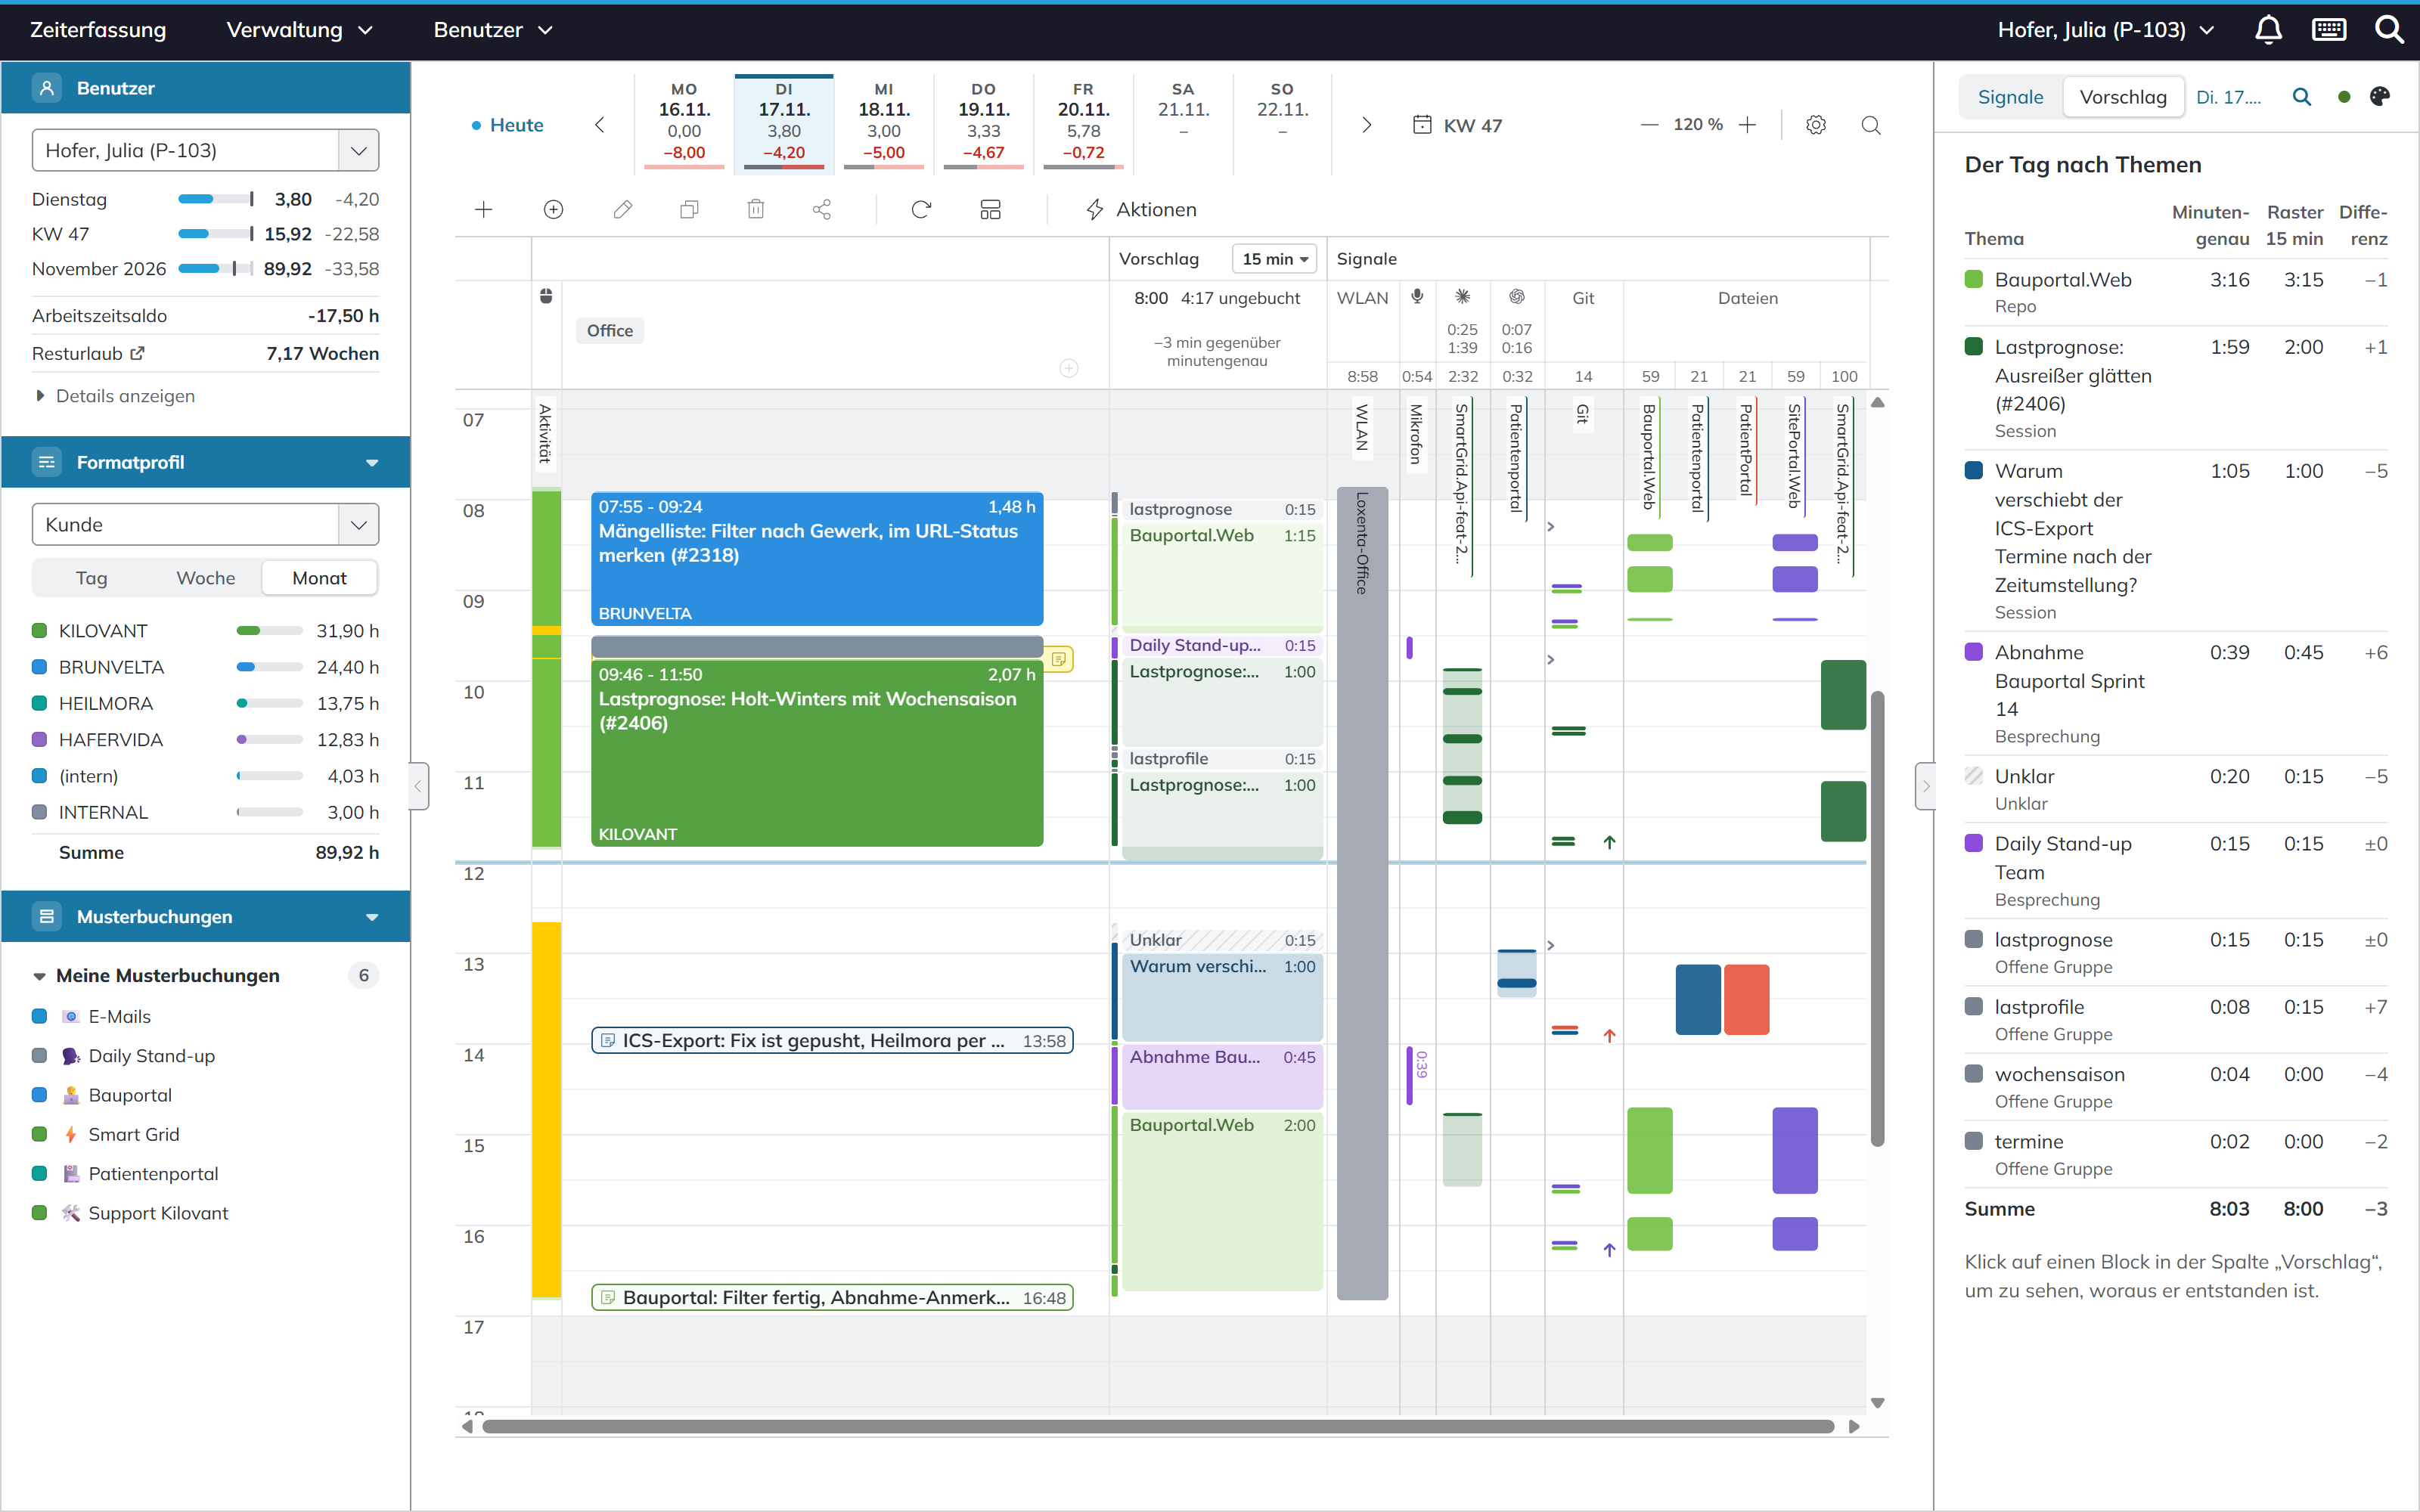 Zeiterfassung
Verwaltung
Benutzer
Hofer, Julia (P-103)
Benutzer
Hofer, Julia (P-103)
Dienstag 3,80 -4,20
KW 47 15,92 -22,58
November 2026 89,92 -33,58
Arbeitszeitsaldo -17,50 h
Resturlaub 7,17 Wochen
Details anzeigen
Formatprofil
Kunde
Tag Woche Monat
KILOVANT 31,90 h
BRUNVELTA 24,40 h
HEILMORA 13,75 h
HAFERVIDA 12,83 h
(intern) 4,03 h
INTERNAL 3,00 h
Summe 89,92 h
Musterbuchungen
Meine Musterbuchungen 6
E-Mails
Daily Stand-up
Bauportal
Smart Grid
Patientenportal
Support Kilovant
Heute
MO DI MI DO FR SA SO
16.11. 17.11. 18.11. 19.11. 20.11. 21.11. 22.11.
0,00 3,80 3,00 3,33 5,78 – –
−8,00 −4,20 −5,00 −4,67 −0,72
KW 47
120 %
Aktionen
Vorschlag 15 min Signale
8:00 4:17 ungebucht
−3 min gegenüber
minutengenau
Office
WLAN Git Dateien
0:25 0:07
1:39 0:16
8:58 0:54 2:32 0:32 14 59 21 21 59 100
Aktivität
WLAN
Mikrofon
SmartGrid.Api-feat-2...
Patientenportal
Git
Bauportal.Web
Patientenportal
PatientPortal
SitePortal.Web
SmartGrid.Api-feat-2...
Loxenta-Office
07
08
09
10
11
12
13
14
15
16
17
07:55 - 09:24 1,48 h
Mängelliste: Filter nach Gewerk, im URL-Status
merken (#2318)
BRUNVELTA
09:46 - 11:50 2,07 h
Lastprognose: Holt-Winters mit Wochensaison
(#2406)
KILOVANT
ICS-Export: Fix ist gepusht, Heilmora per ... 13:58
Bauportal: Filter fertig, Abnahme-Anmerk... 16:48
lastprognose 0:15
Bauportal.Web 1:15
Daily Stand-up... 0:15
Lastprognose:... 1:00
lastprofile 0:15
Lastprognose:... 1:00
Unklar 0:15
Warum verschi... 1:00
Abnahme Bau... 0:45
Bauportal.Web 2:00
0:39
Signale Vorschlag Di. 17....
Der Tag nach Themen
Minuten- Raster Diffe-
Thema genau 15 min renz
Bauportal.Web 3:16 3:15 −1
Repo
Lastprognose: 1:59 2:00 +1
Ausreißer glätten
(#2406)
Session
Warum 1:05 1:00 −5
verschiebt der
ICS-Export
Termine nach der
Zeitumstellung?
Session
Abnahme 0:39 0:45 +6
Bauportal Sprint
14
Besprechung
Unklar 0:20 0:15 −5
Unklar
Daily Stand-up 0:15 0:15 ±0
Team
Besprechung
lastprognose 0:15 0:15 ±0
Offene Gruppe
lastprofile 0:08 0:15 +7
Offene Gruppe
wochensaison 0:04 0:00 −4
Offene Gruppe
termine 0:02 0:00 −2
Offene Gruppe
Summe 8:03 8:00 −3
Klick auf einen Block in der Spalte „Vorschlag“,
um zu sehen, woraus er entstanden ist.